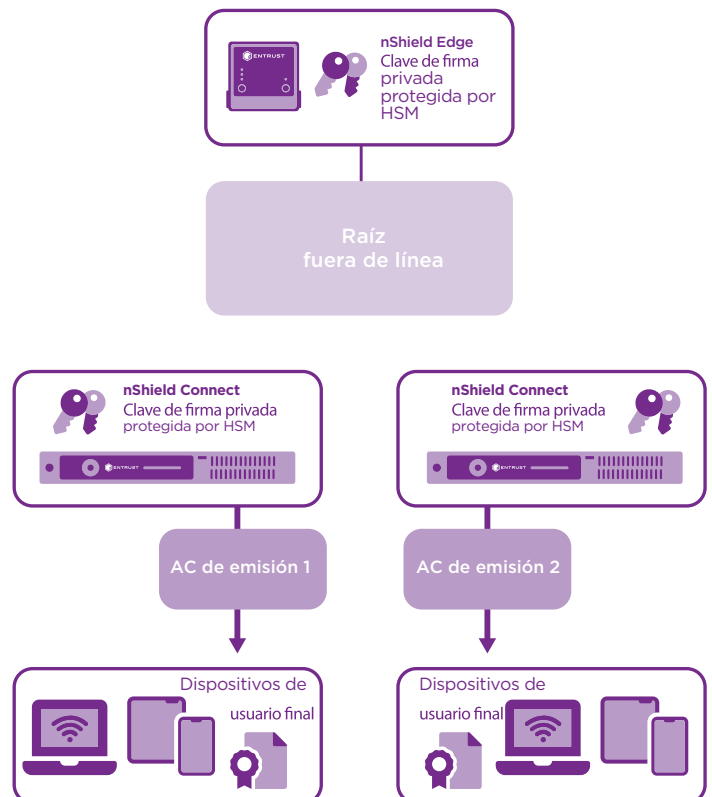 ENTRUST
nShield Edge
Clave de firma
privada
protegida por
HSM
Raíz
fuera de línea
nShield Connect
Clave de firma privada
protegida por HSM
ENTRUST
nShield Connect
Clave de firma privada
protegida por HSM
ENTRUST
AC de emisión 1
AC de emisión 2
Dispositivos de
usuario final
Dispositivos de
usuario final